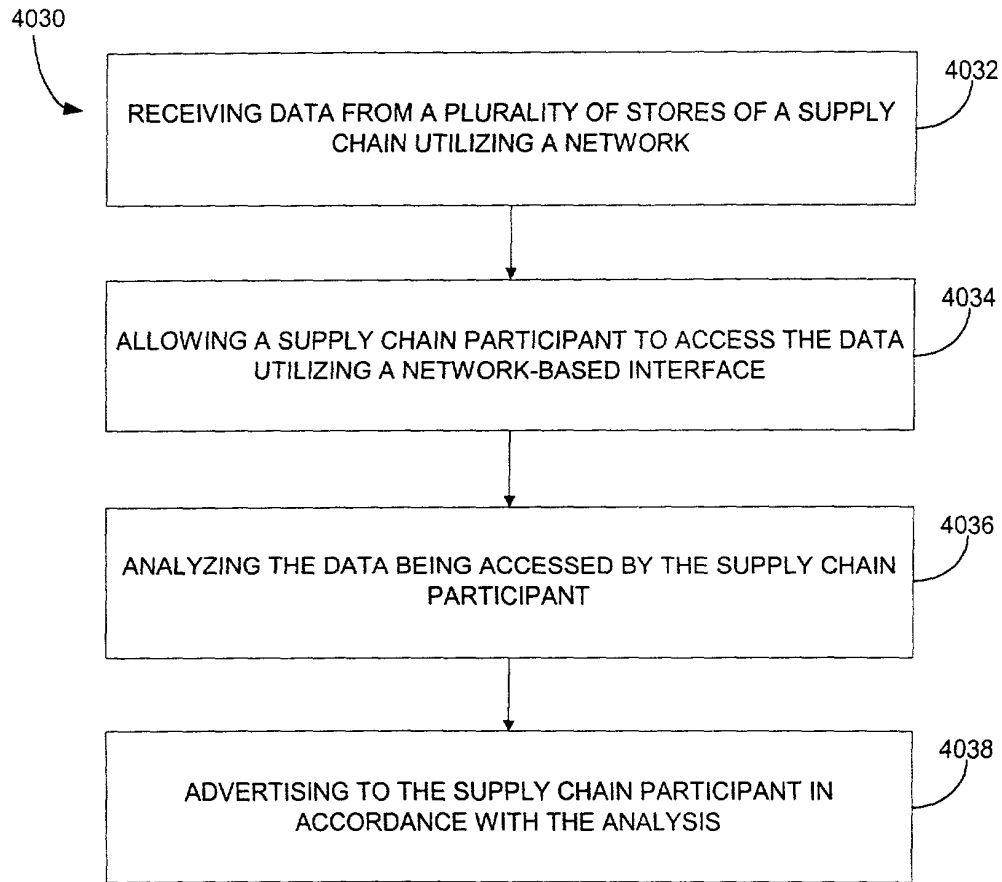 4030
4032
RECEIVING DATA FROM A PLURALITY OF STORES OF A SUPPLY
CHAIN UTILIZING A NETWORK
4034
ALLOWING A SUPPLY CHAIN PARTICIPANT TO ACCESS THE DATA
UTILIZING A NETWORK-BASED INTERFACE
4036
ANALYZING THE DATA BEING ACCESSED BY THE SUPPLY CHAIN
PARTICIPANT
4038
ADVERTISING TO THE SUPPLY CHAIN PARTICIPANT IN
ACCORDANCE WITH THE ANALYSIS